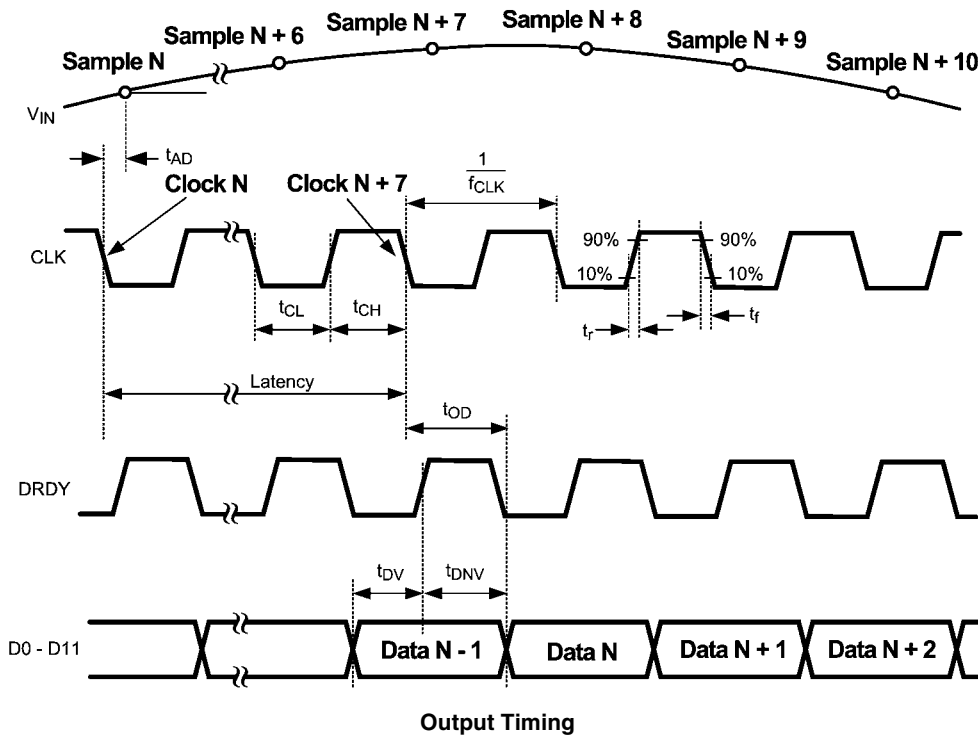 Sample N
Sample N + 6
Sample N + 7
Sample N + 8
Sample N + 9
Sample N + 10
VIN
tAD
Clock N
Clock N + 7
1
fCLK
CLK
90%
90%
10%
10%
tCL
tCH
tr
tf
Latency
tOD
DRDY
tDV
tDNV
D0 - D11
Data N - 1
Data N
Data N + 1
Data N + 2
Output Timing